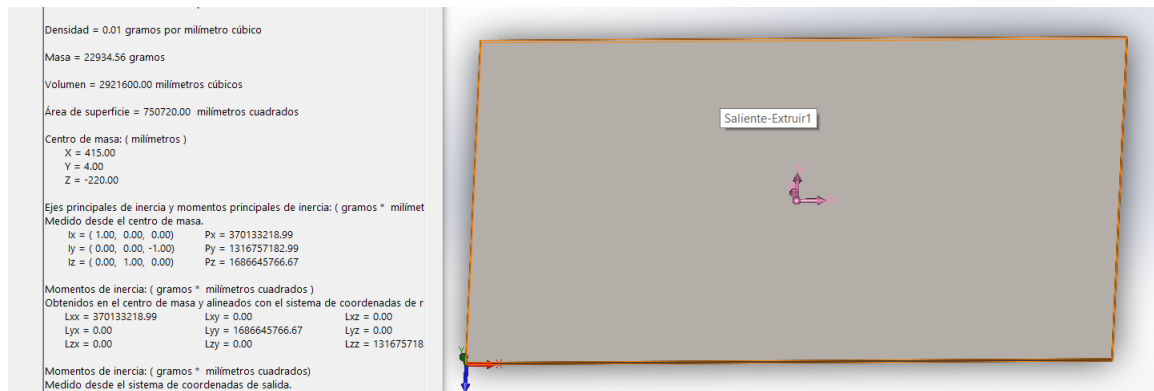 Densidad = 0.01 gramos por milímetro cúbico
Masa = 22934.56 gramos
Volumen = 2921600.00 milímetros cúbicos
Área de superficie = 750720.00 milímetros cuadrados
Centro de masa: ( milímetros )
X = 415.00
Y = 4.00
Z = -220.00
Ejes principales de inercia y momentos principales de inercia: ( gramos * milímet
Medido desde el centro de masa.
Ix = ( 1.00, 0.00, 0.00) Px = 370133218.99
Iy = ( 0.00, 0.00, -1.00) Py = 1316757182.99
Iz = ( 0.00, 1.00, 0.00) Pz = 1686645766.67
Momentos de inercia: ( gramos * milímetros cuadrados )
Obtenidos en el centro de masa y alineados con el sistema de coordenadas de r
Lxx = 370133218.99 Lxy = 0.00 Lxz = 0.00
Lyx = 0.00 Lyy = 1686645766.67 Lyz = 0.00
Lzx = 0.00 Lzy = 0.00 Lzz = 131675718
Momentos de inercia: ( gramos * milímetros cuadrados)
Medido desde el sistema de coordenadas de salida.
Saliente-Extruir1